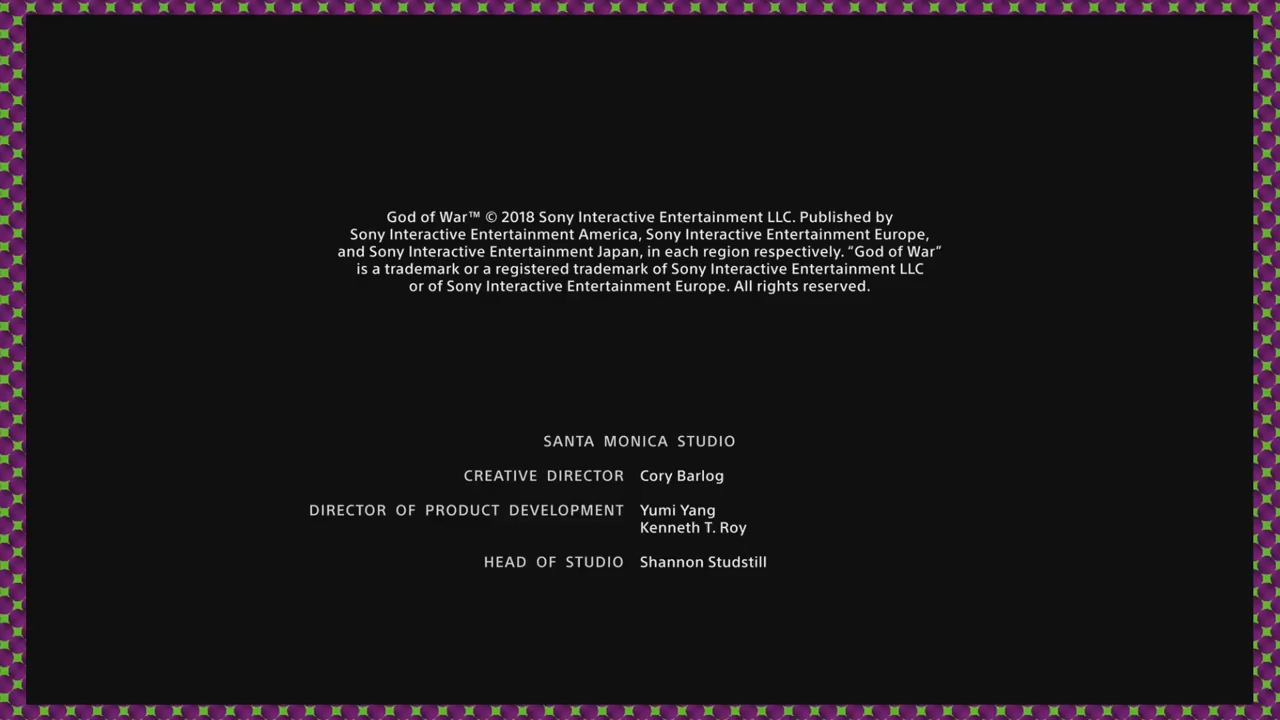 God of War™ © 2018 Sony Interactive Entertainment LLC. Published by
Sony Interactive Entertainment America, Sony Interactive Entertainment Europe,
and Sony Interactive Entertainment Japan, in each region respectively. “God of War”
is a trademark or a registered trademark of Sony Interactive Entertainment LLC
or of Sony Interactive Entertainment Europe. All rights reserved.
SANTA MONICA STUDIO
CREATIVE DIRECTOR Cory Barlog
DIRECTOR OF PRODUCT DEVELOPMENT Yumi Yang
Kenneth T. Roy
HEAD OF STUDIO Shannon Studstill